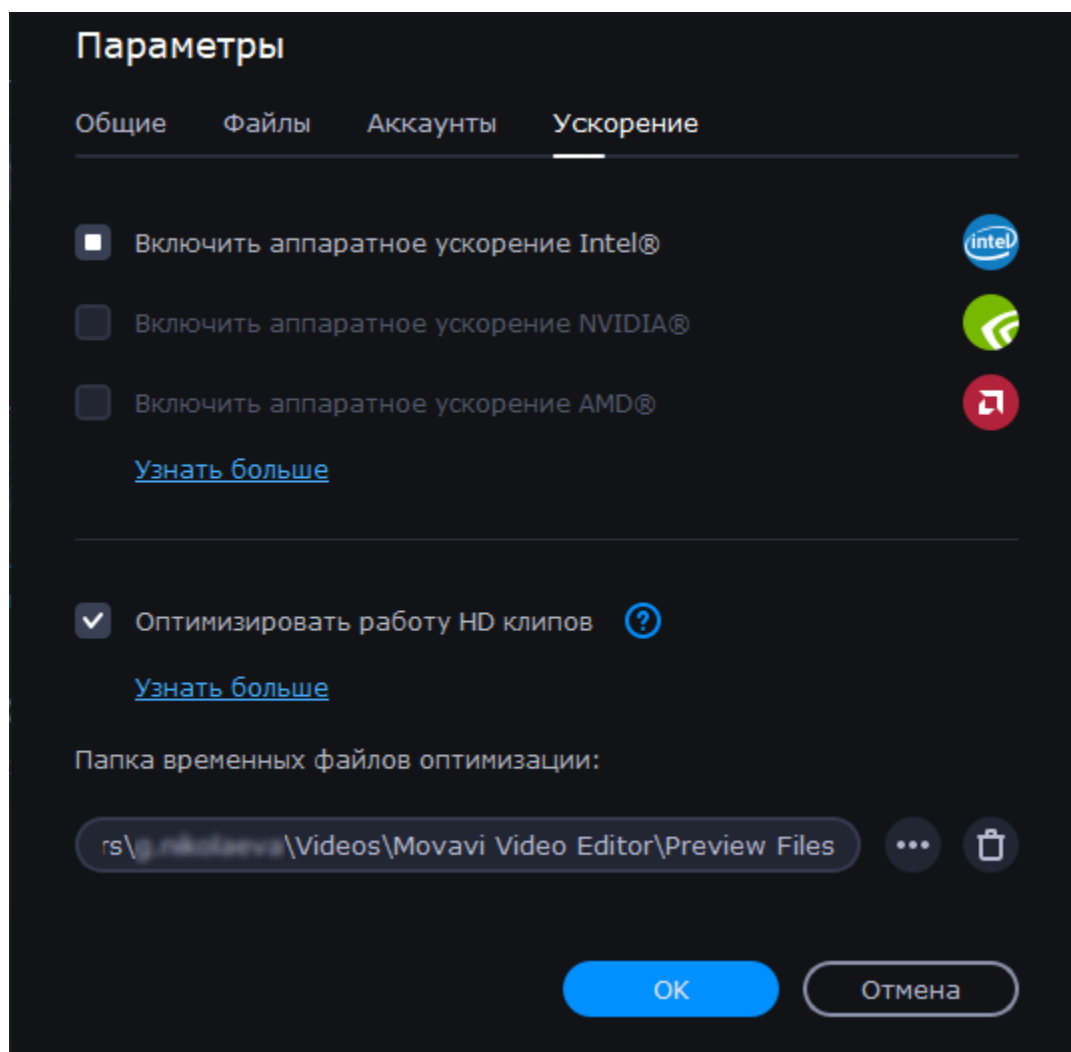 Параметры
Общие Файлы Аккаунты Ускорение
Включить аппаратное ускорение Intel®
intel
Включить аппаратное ускорение NVIDIA®
Включить аппаратное ускорение AMD®
Узнать больше
Оптимизировать работу HD клипов ?
Узнать больше
Папка временных файлов оптимизации:
rs\ \Videos\Movavi Video Editor\Preview Files
OK Отмена